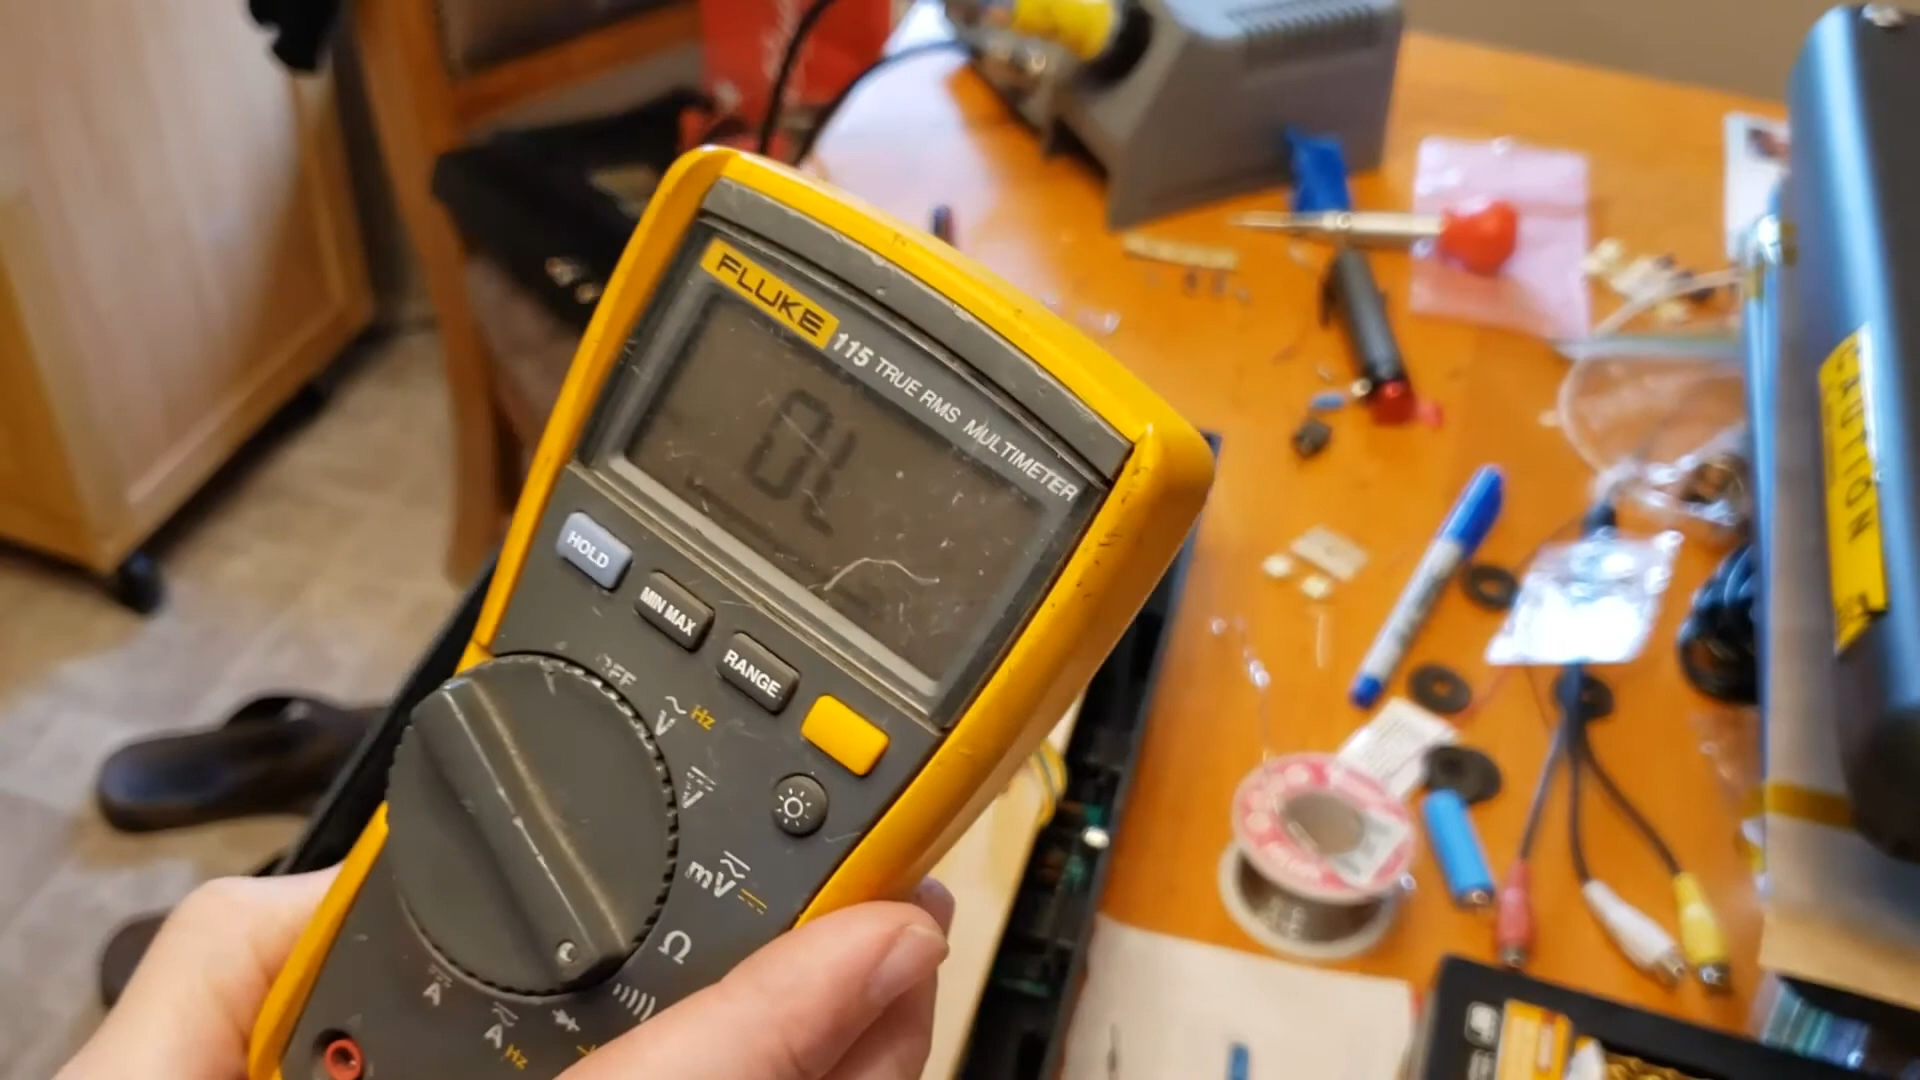 FLUKE 115 TRUE RMS MULTIMETER
OL
HOLD
MIN MAX
RANGE
OFF
V Hz
V
mV
Ω
A
A Hz
CAUTION